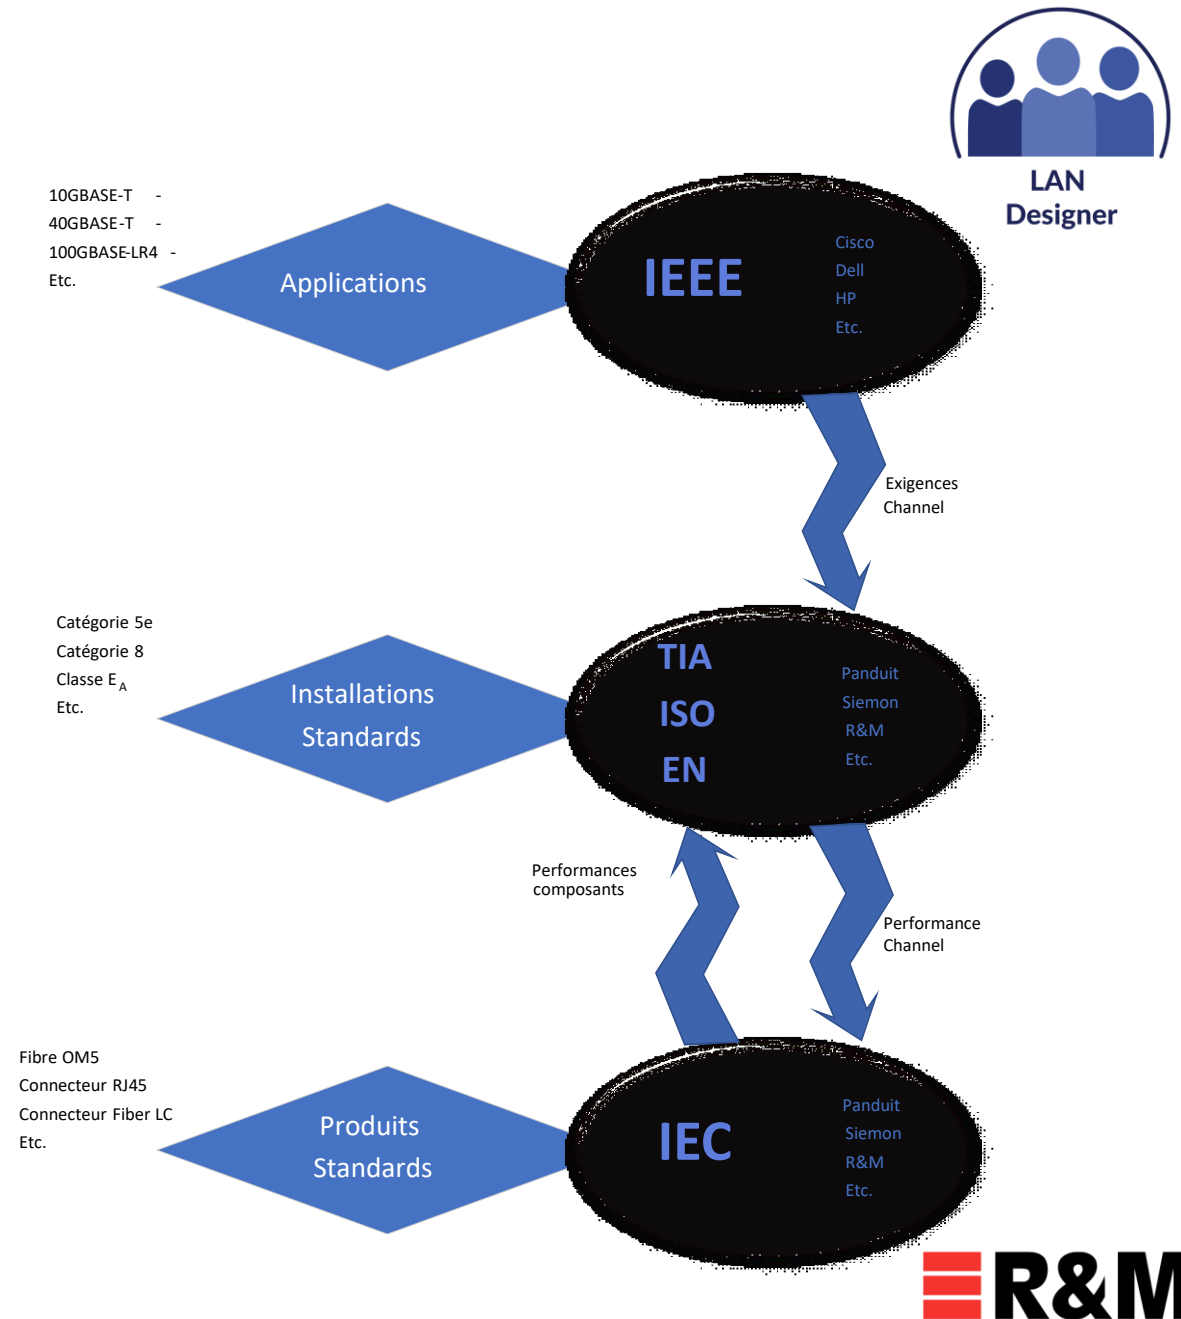 LAN
Designer
10GBASE-T -
40GBASE-T -
100GBASE-LR4 -
Etc.
Applications
IEEE
Cisco
Dell
HP
Etc.
Exigences
Channel
Catégorie 5e
Catégorie 8
Classe EA
Etc.
Installations
Standards
TIA
ISO
EN
Panduit
Siemon
R&M
Etc.
Performances
composants
Performance
Channel
Fibre OM5
Connecteur RJ45
Connecteur Fiber LC
Etc.
Produits
Standards
IEC
Panduit
Siemon
R&M
Etc.
R&M